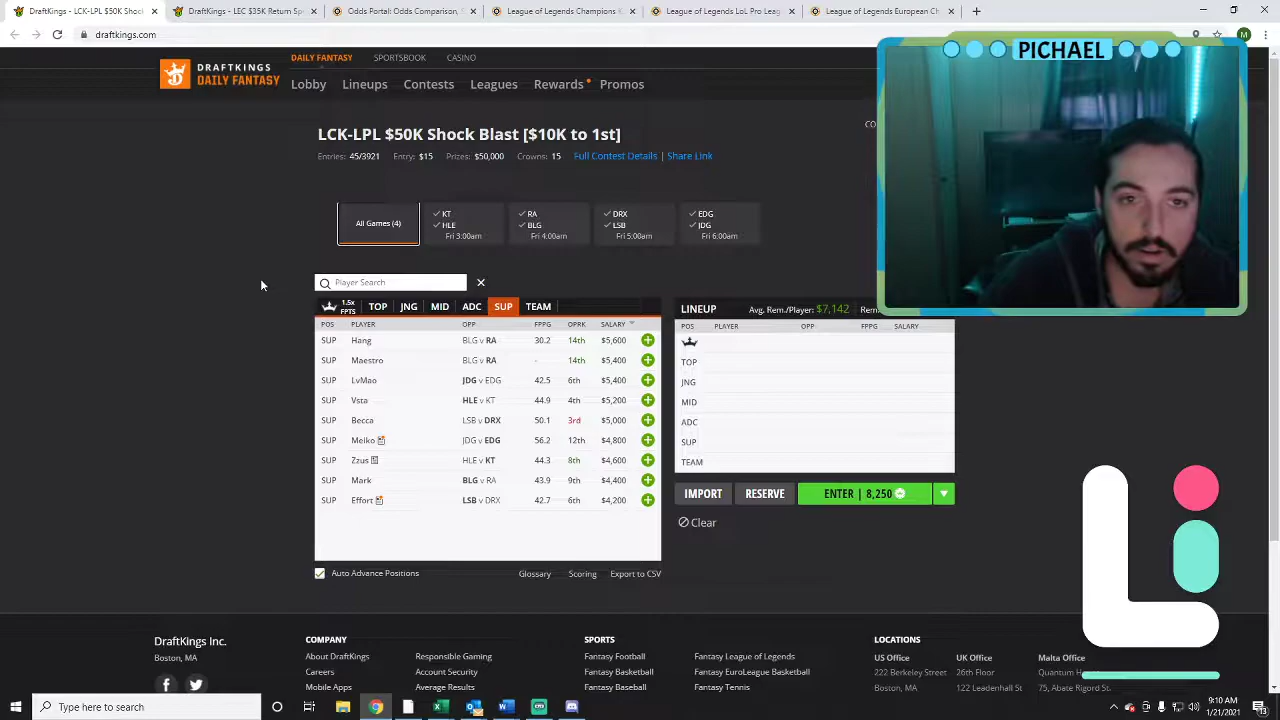 DraftKings - LCK-LPL $50K Shock
DraftKings - LEC $35K Return Sp
Odds Portal: Odds Comparison, S
League of Legends Champions K
League of Legends LoL Pro Leag
League of Legends European Ch
draftkings.com
M
PICHAEL
DAILY FANTASY SPORTSBOOK CASINO
DRAFTKINGS
DAILY FANTASY
Lobby Lineups Contests Leagues Rewards Promos
LCK-LPL $50K Shock Blast [$10K to 1st]
CO
Entries: 45/3921 Entry: $15 Prizes: $50,000 Crowns: 15 Full Contest Details | Share Link
All Games (4)
KT
HLE
Fri 3:00am
RA
BLG
Fri 4:00am
DRX
LSB
Fri 5:00am
EDG
JDG
Fri 6:00am
Player Search
1.5x FPTS TOP JNG MID ADC SUP TEAM
POS PLAYER OPP FPPG OPRK SALARY
SUP Hang BLG v RA 30.2 14th $5,600
SUP Maestro BLG v RA - 14th $5,400
SUP LvMao JDG v EDG 42.5 6th $5,400
SUP Vsta HLE v KT 44.9 4th $5,200
SUP Becca LSB v DRX 50.1 3rd $5,000
SUP Meiko JDG v EDG 56.2 12th $4,800
SUP Zzus HLE v KT 44.3 8th $4,600
SUP Mark BLG v RA 43.9 9th $4,400
SUP Effort LSB v DRX 42.7 6th $4,200
LINEUP Avg. Rem./Player: $7,142 Rem
POS PLAYER OPP FPPG SALARY
TOP
JNG
MID
ADC
SUP
TEAM
IMPORT RESERVE ENTER | 8,250
Clear
Auto Advance Positions Glossary Scoring Export to CSV
DraftKings Inc.
Boston, MA
COMPANY
About DraftKings Responsible Gaming
Careers Account Security
Mobile Apps Average Results
SPORTS
Fantasy Football Fantasy League of Legends
Fantasy Basketball Fantasy EuroLeague Basketball
Fantasy Baseball Fantasy Tennis
LOCATIONS
US Office UK Office Malta Office
222 Berkeley Street 26th Floor Quantum
Boston, MA 122 Leadenhall St 75, Abate Rigord St.
Type here to search
9:10 AM
1/21/2021